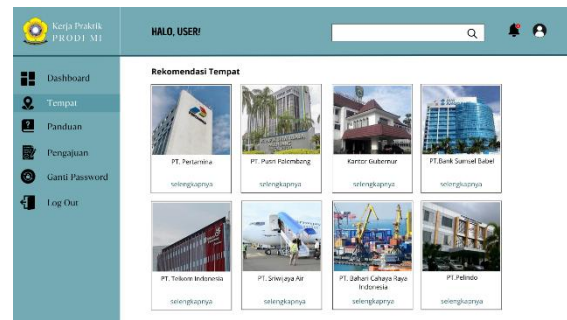 Kerja Praktik
PRODI MI
HALO, USER!
Dashboard
Tempat
Panduan
Pengajuan
Ganti Password
Log Out
Rekomendasi Tempat
PT. Pertamina
selengkapnya
PT. Pusri Palembang
selengkapnya
Kantor Gubernur
selengkapnya
PT.Bank Sumsel Babel
selengkapnya
PT. Telkom Indonesia
selengkapnya
PT. Sriwijaya Air
selengkapnya
PT. Bahari Cahaya Raya
Indonesia
selengkapnya
PT.Pelindo
selengkapnya